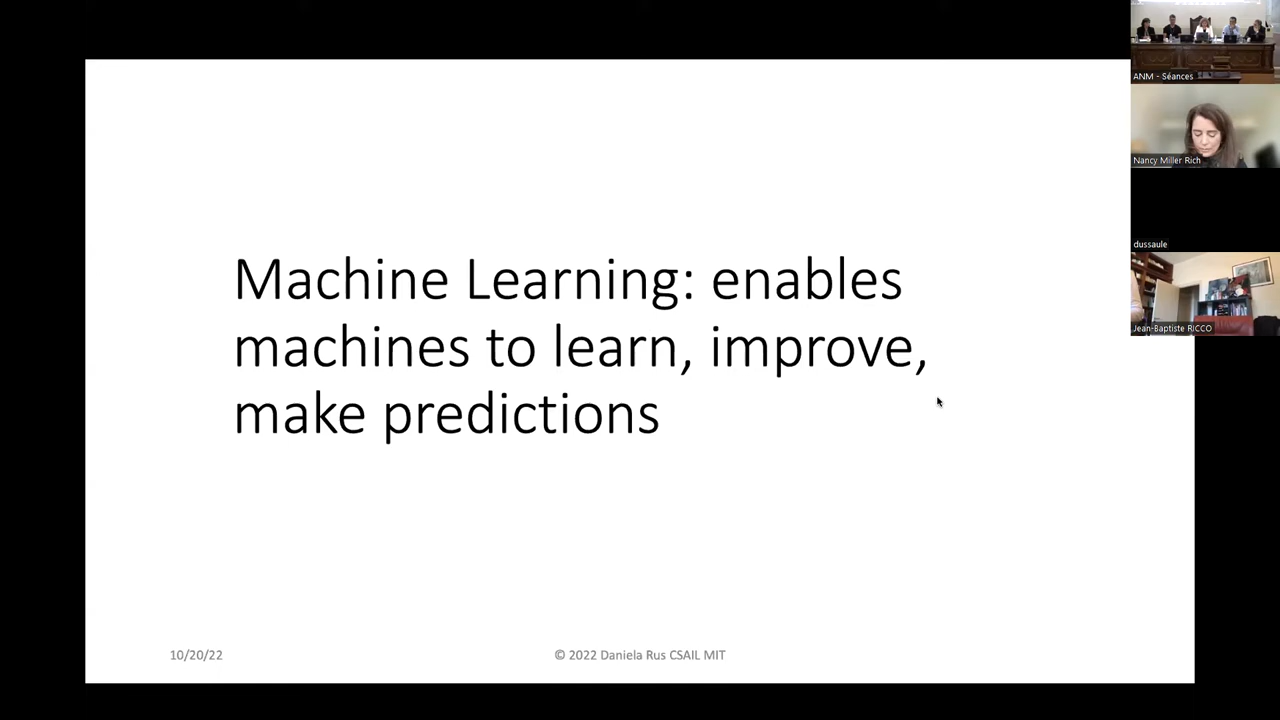 Machine Learning: enables
machines to learn, improve,
make predictions
10/20/22
© 2022 Daniela Rus CSAIL MIT
ANM - Séances
Nancy Miller Rich
dussaule
Jean-Baptiste RICCO